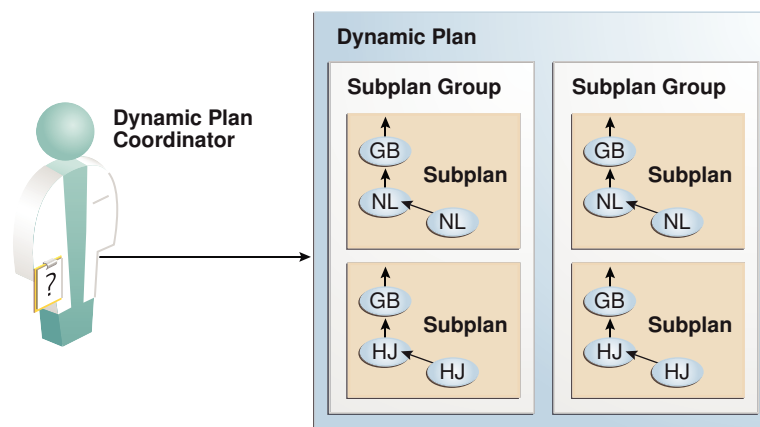 Dynamic Plan
Coordinator
?
Dynamic Plan
Subplan Group
GB
Subplan
NL
NL
GB
Subplan
HJ
HJ
Subplan Group
GB
Subplan
NL
NL
GB
Subplan
HJ
HJ